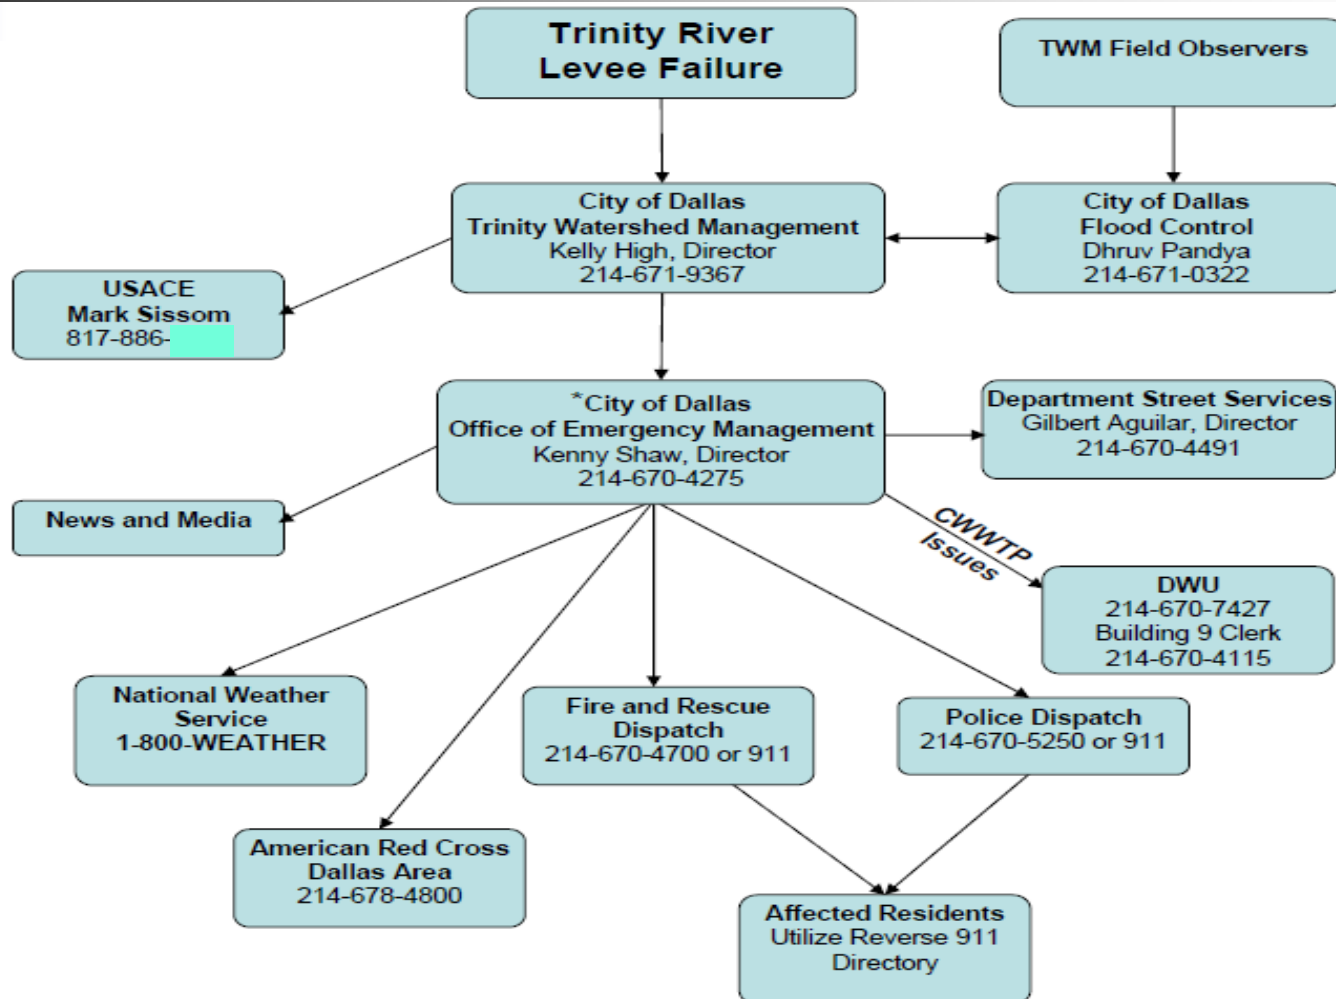 Trinity River
Levee Failure
TWM Field Observers
City of Dallas
Trinity Watershed Management
Kelly High, Director
214-671-9367
City of Dallas
Flood Control
Dhruv Pandya
214-671-0322
USACE
Mark Sissom
817-886-
*City of Dallas
Office of Emergency Management
Kenny Shaw, Director
214-670-4275
Department Street Services
Gilbert Aguilar, Director
214-670-4491
News and Media
CWWTP
Issues
DWU
214-670-7427
Building 9 Clerk
214-670-4115
National Weather
Service
1-800-WEATHER
Fire and Rescue
Dispatch
214-670-4700 or 911
Police Dispatch
214-670-5250 or 911
American Red Cross
Dallas Area
214-678-4800
Affected Residents
Utilize Reverse 911
Directory